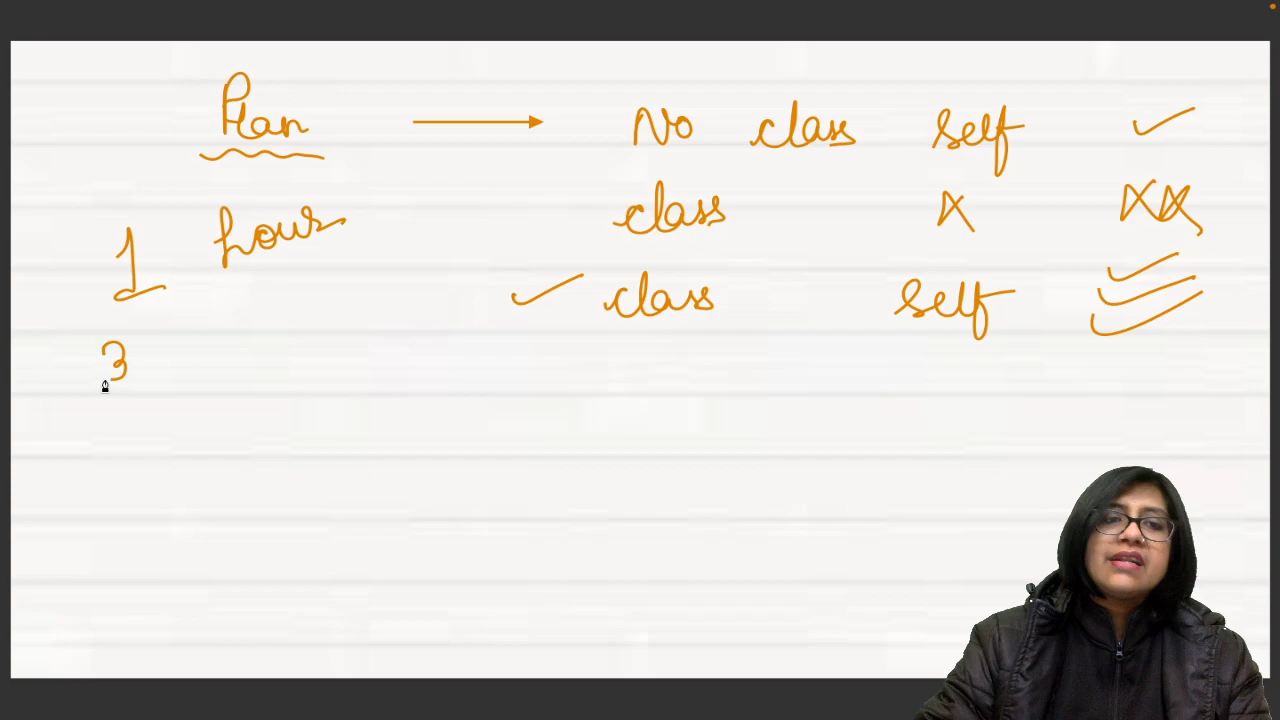 Plan → No class self ✓
1 hour class × ××
✓ class self ✓✓✓
3